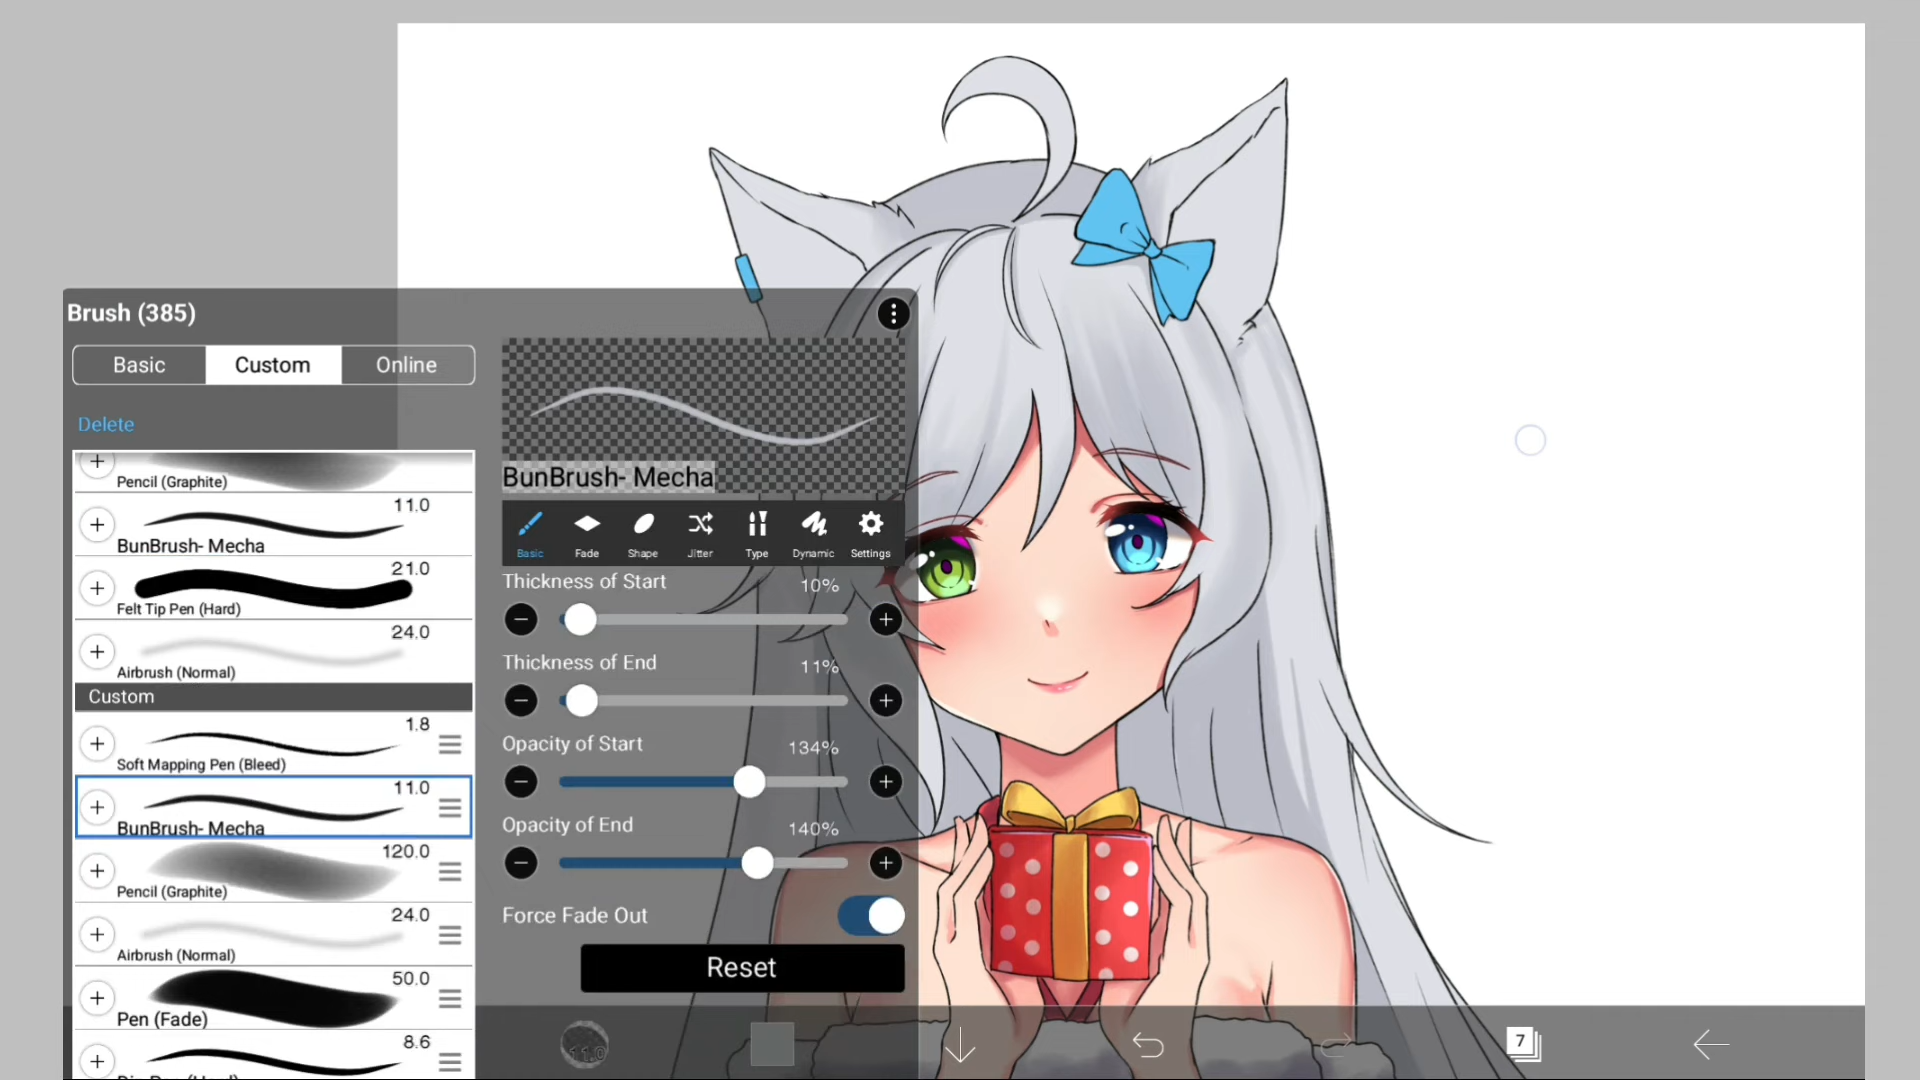 Brush (385)
Basic Custom Online
Delete
Pencil (Graphite)
11.0
BunBrush- Mecha
21.0
Felt Tip Pen (Hard)
24.0
Airbrush (Normal)
Custom
1.8
Soft Mapping Pen (Bleed)
11.0
BunBrush- Mecha
120.0
Pencil (Graphite)
24.0
Airbrush (Normal)
50.0
Pen (Fade)
8.6
BunBrush- Mecha
Basic Fade Shape Jitter Type Dynamic Settings
Thickness of Start 10%
Thickness of End 11%
Opacity of Start 134%
Opacity of End 140%
Force Fade Out
Reset
11.0
7